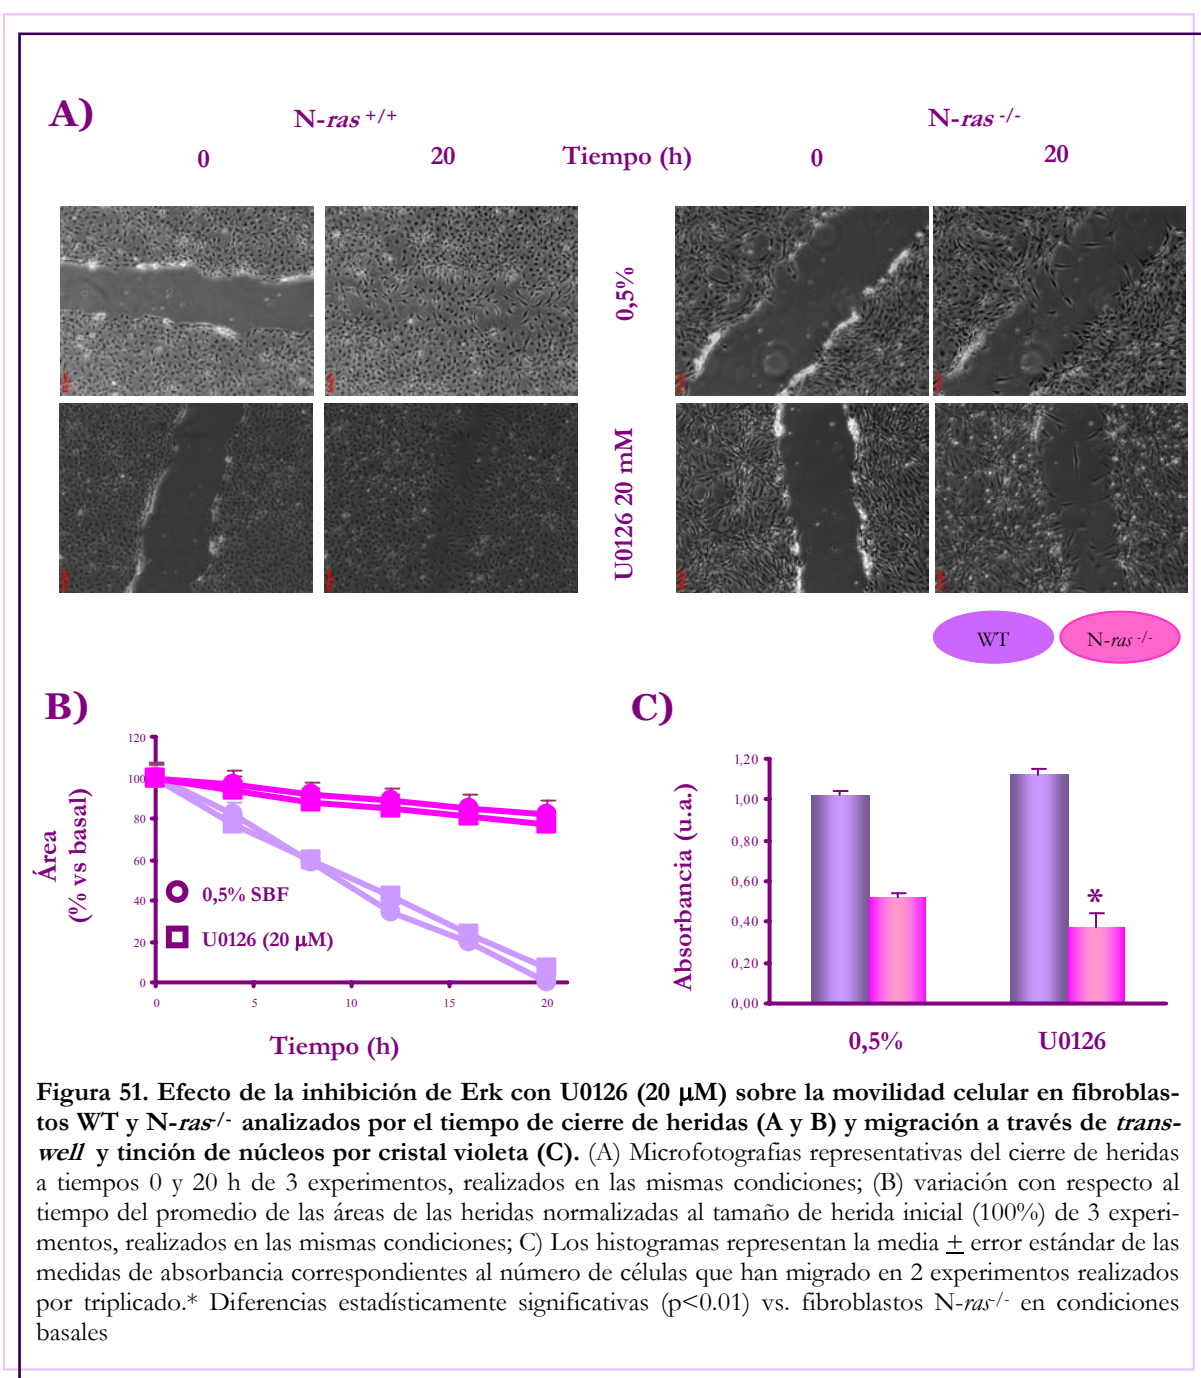 A)
N-ras +/+
N-ras -/-
0
20
Tiempo (h)
0
20
0,5%
U0126 20 mM
WT
N-ras -/-
B)
120
100
80
60
40
20
0
0
5
10
15
20
Área
(% vs basal)
0,5% SBF
U0126 (20 µM)
Tiempo (h)
C)
1,20
1,00
0,80
0,60
0,40
0,20
0,00
Absorbancia (u.a.)
*
0,5%
U0126
Figura 51. Efecto de la inhibición de Erk con U0126 (20 µM) sobre la movilidad celular en fibroblas-
tos WT y N-ras-/- analizados por el tiempo de cierre de heridas (A y B) y migración a través de trans-
well y tinción de núcleos por cristal violeta (C). (A) Microfotografias representativas del cierre de heridas
a tiempos 0 y 20 h de 3 experimentos, realizados en las mismas condiciones; (B) variación con respecto al
tiempo del promedio de las áreas de las heridas normalizadas al tamaño de herida inicial (100%) de 3 experi-
mentos, realizados en las mismas condiciones; C) Los histogramas representan la media ± error estándar de las
medidas de absorbancia correspondientes al número de células que han migrado en 2 experimentos realizados
por triplicado.* Diferencias estadísticamente significativas (p<0.01) vs. fibroblastos N-ras-/- en condiciones
basales